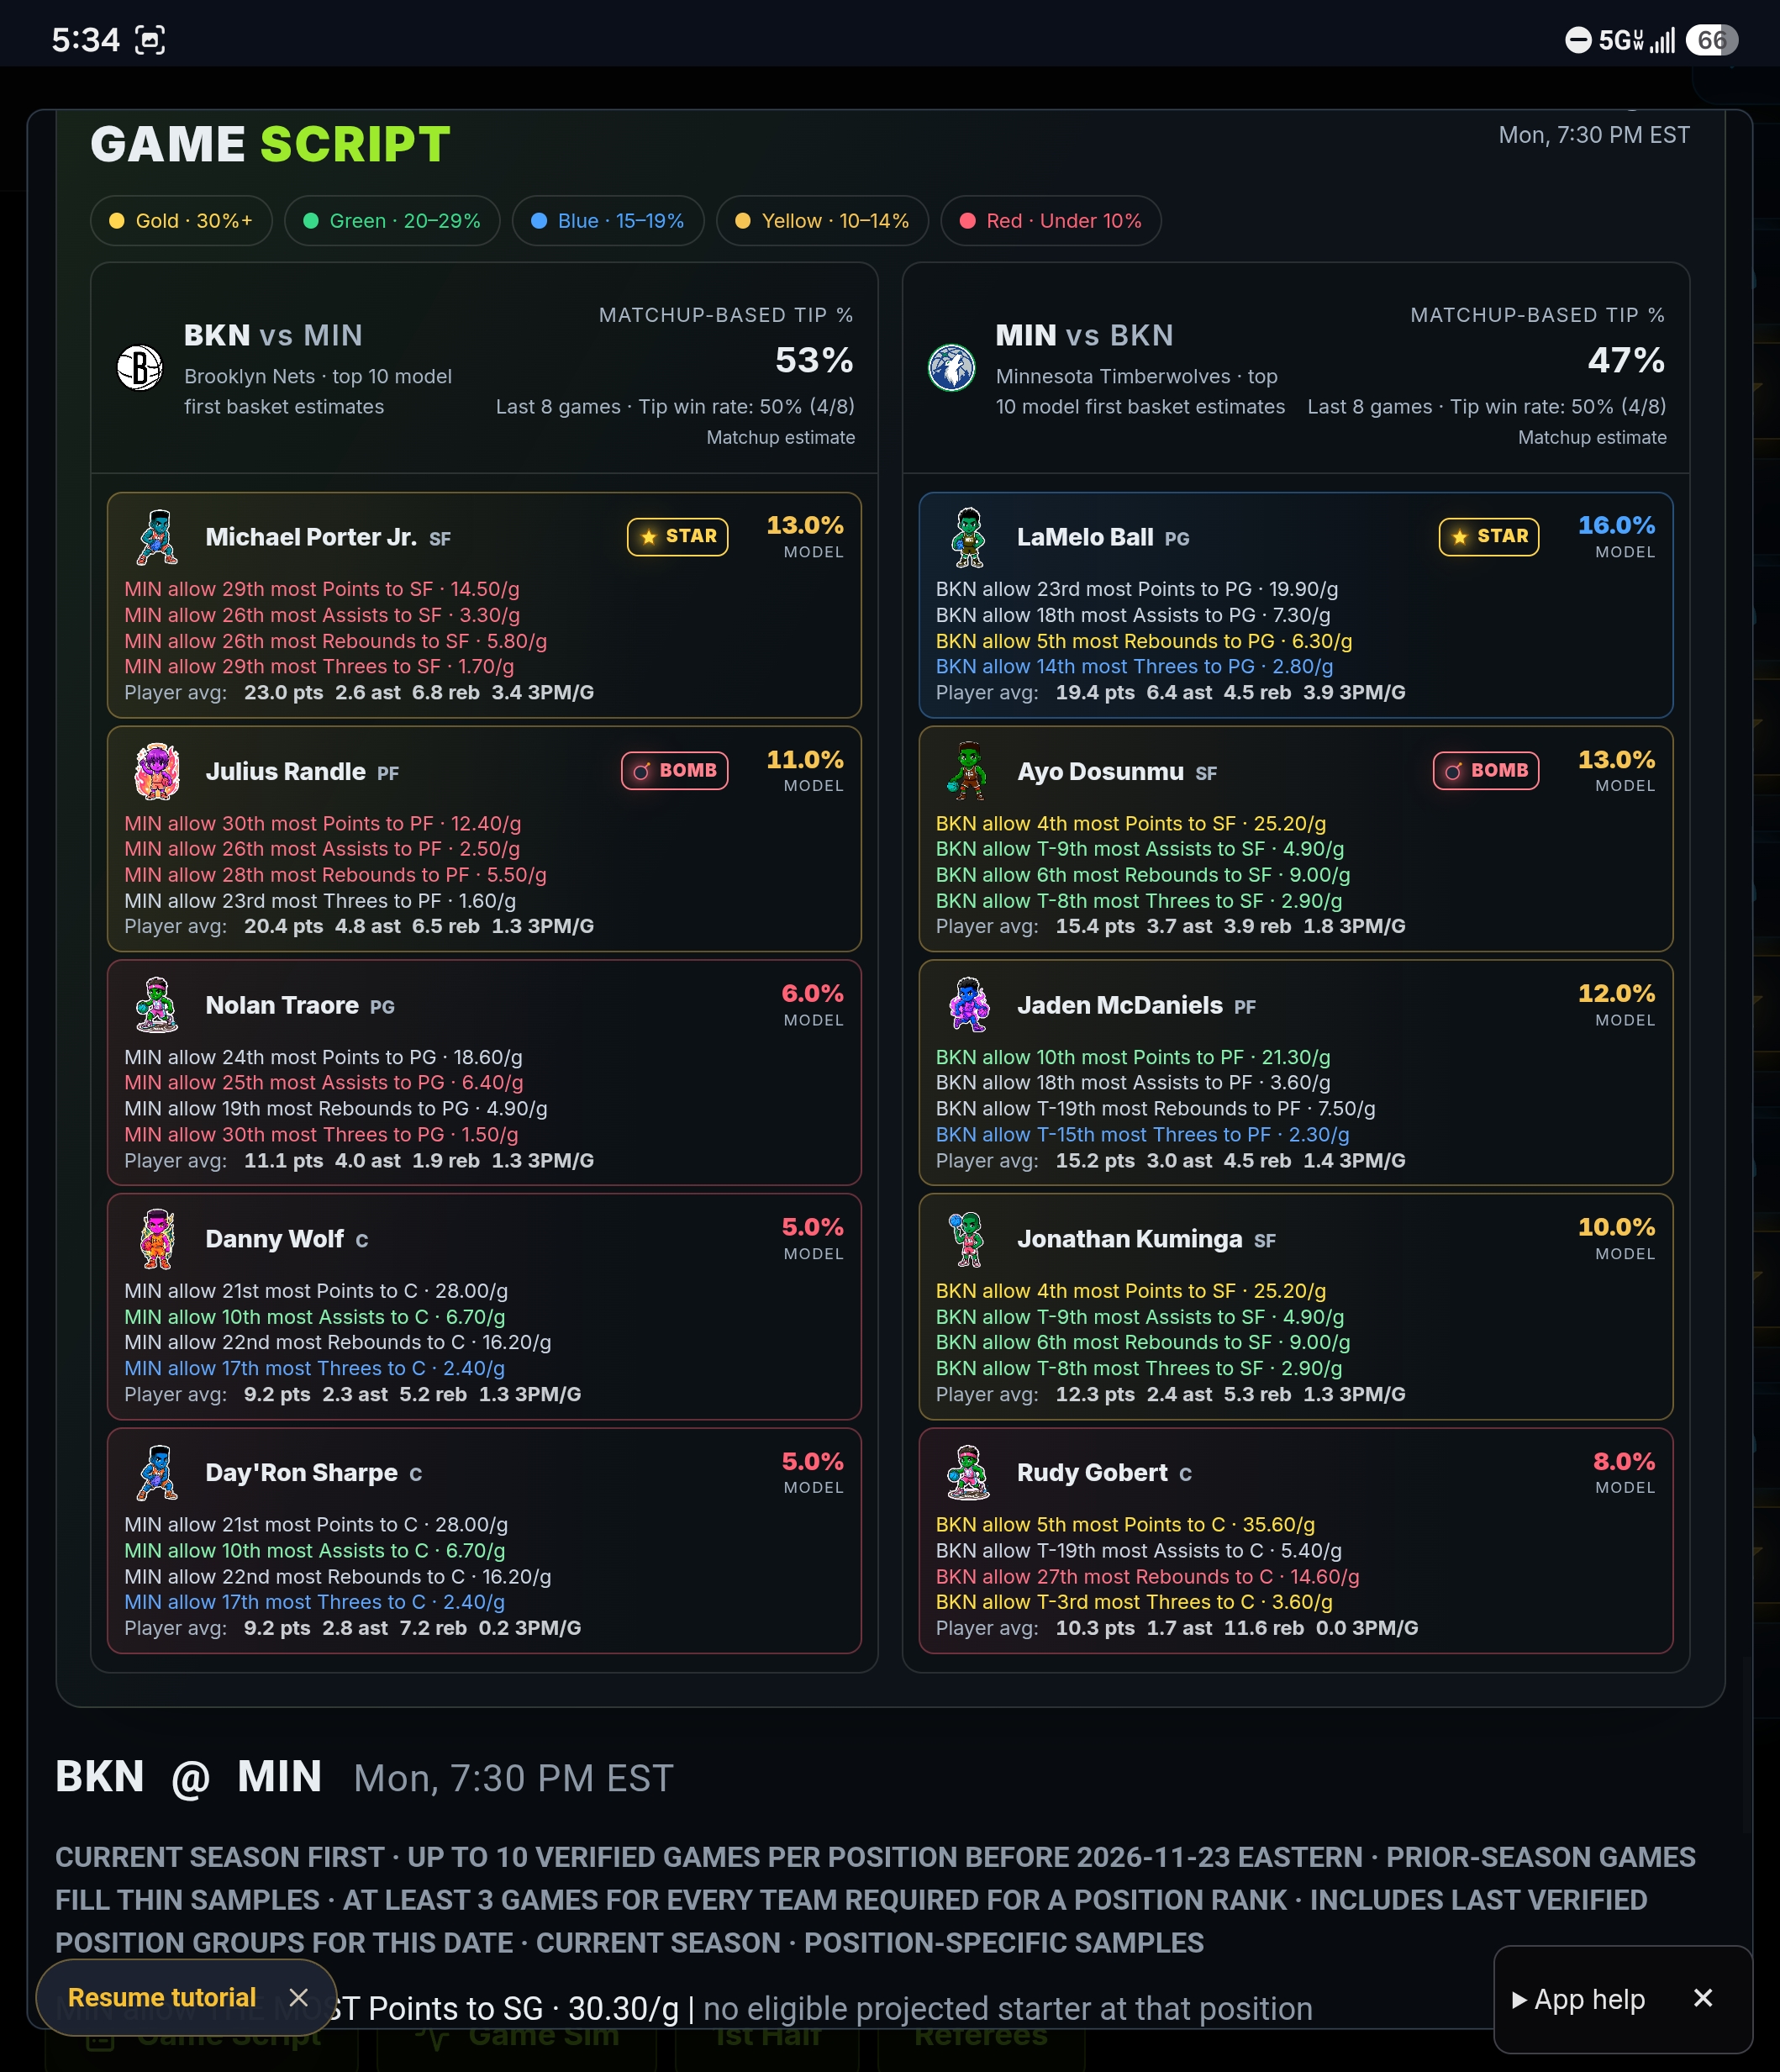 5:34
5G UW
66
GAME SCRIPT
Mon, 7:30 PM EST
Gold · 30%+
Green · 20–29%
Blue · 15–19%
Yellow · 10–14%
Red · Under 10%
BKN vs MIN
Brooklyn Nets · top 10 model
first basket estimates
MATCHUP-BASED TIP %
53%
Last 8 games · Tip win rate: 50% (4/8)
Matchup estimate
Michael Porter Jr. SF
STAR
13.0%
MODEL
MIN allow 29th most Points to SF · 14.50/g
MIN allow 26th most Assists to SF · 3.30/g
MIN allow 26th most Rebounds to SF · 5.80/g
MIN allow 29th most Threes to SF · 1.70/g
Player avg: 23.0 pts 2.6 ast 6.8 reb 3.4 3PM/G
Julius Randle PF
BOMB
11.0%
MODEL
MIN allow 30th most Points to PF · 12.40/g
MIN allow 26th most Assists to PF · 2.50/g
MIN allow 28th most Rebounds to PF · 5.50/g
MIN allow 23rd most Threes to PF · 1.60/g
Player avg: 20.4 pts 4.8 ast 6.5 reb 1.3 3PM/G
Nolan Traore PG
6.0%
MODEL
MIN allow 24th most Points to PG · 18.60/g
MIN allow 25th most Assists to PG · 6.40/g
MIN allow 19th most Rebounds to PG · 4.90/g
MIN allow 30th most Threes to PG · 1.50/g
Player avg: 11.1 pts 4.0 ast 1.9 reb 1.3 3PM/G
Danny Wolf C
5.0%
MODEL
MIN allow 21st most Points to C · 28.00/g
MIN allow 10th most Assists to C · 6.70/g
MIN allow 22nd most Rebounds to C · 16.20/g
MIN allow 17th most Threes to C · 2.40/g
Player avg: 9.2 pts 2.3 ast 5.2 reb 1.3 3PM/G
Day'Ron Sharpe C
5.0%
MODEL
MIN allow 21st most Points to C · 28.00/g
MIN allow 10th most Assists to C · 6.70/g
MIN allow 22nd most Rebounds to C · 16.20/g
MIN allow 17th most Threes to C · 2.40/g
Player avg: 9.2 pts 2.8 ast 7.2 reb 0.2 3PM/G
MIN vs BKN
Minnesota Timberwolves · top
10 model first basket estimates
MATCHUP-BASED TIP %
47%
Last 8 games · Tip win rate: 50% (4/8)
Matchup estimate
LaMelo Ball PG
STAR
16.0%
MODEL
BKN allow 23rd most Points to PG · 19.90/g
BKN allow 18th most Assists to PG · 7.30/g
BKN allow 5th most Rebounds to PG · 6.30/g
BKN allow 14th most Threes to PG · 2.80/g
Player avg: 19.4 pts 6.4 ast 4.5 reb 3.9 3PM/G
Ayo Dosunmu SF
BOMB
13.0%
MODEL
BKN allow 4th most Points to SF · 25.20/g
BKN allow T-9th most Assists to SF · 4.90/g
BKN allow 6th most Rebounds to SF · 9.00/g
BKN allow T-8th most Threes to SF · 2.90/g
Player avg: 15.4 pts 3.7 ast 3.9 reb 1.8 3PM/G
Jaden McDaniels PF
12.0%
MODEL
BKN allow 10th most Points to PF · 21.30/g
BKN allow 18th most Assists to PF · 3.60/g
BKN allow T-19th most Rebounds to PF · 7.50/g
BKN allow T-15th most Threes to PF · 2.30/g
Player avg: 15.2 pts 3.0 ast 4.5 reb 1.4 3PM/G
Jonathan Kuminga SF
10.0%
MODEL
BKN allow 4th most Points to SF · 25.20/g
BKN allow T-9th most Assists to SF · 4.90/g
BKN allow 6th most Rebounds to SF · 9.00/g
BKN allow T-8th most Threes to SF · 2.90/g
Player avg: 12.3 pts 2.4 ast 5.3 reb 1.3 3PM/G
Rudy Gobert C
8.0%
MODEL
BKN allow 5th most Points to C · 35.60/g
BKN allow T-19th most Assists to C · 5.40/g
BKN allow 27th most Rebounds to C · 14.60/g
BKN allow T-3rd most Threes to C · 3.60/g
Player avg: 10.3 pts 1.7 ast 11.6 reb 0.0 3PM/G
BKN @ MIN Mon, 7:30 PM EST
CURRENT SEASON FIRST · UP TO 10 VERIFIED GAMES PER POSITION BEFORE 2026-11-23 EASTERN · PRIOR-SEASON GAMES
FILL THIN SAMPLES · AT LEAST 3 GAMES FOR EVERY TEAM REQUIRED FOR A POSITION RANK · INCLUDES LAST VERIFIED
POSITION GROUPS FOR THIS DATE · CURRENT SEASON · POSITION-SPECIFIC SAMPLES
MIN allow THE MOST Points to SG · 30.30/g | no eligible projected starter at that position
Resume tutorial
App help
Game Script
Game Sim
1st Half
Referees